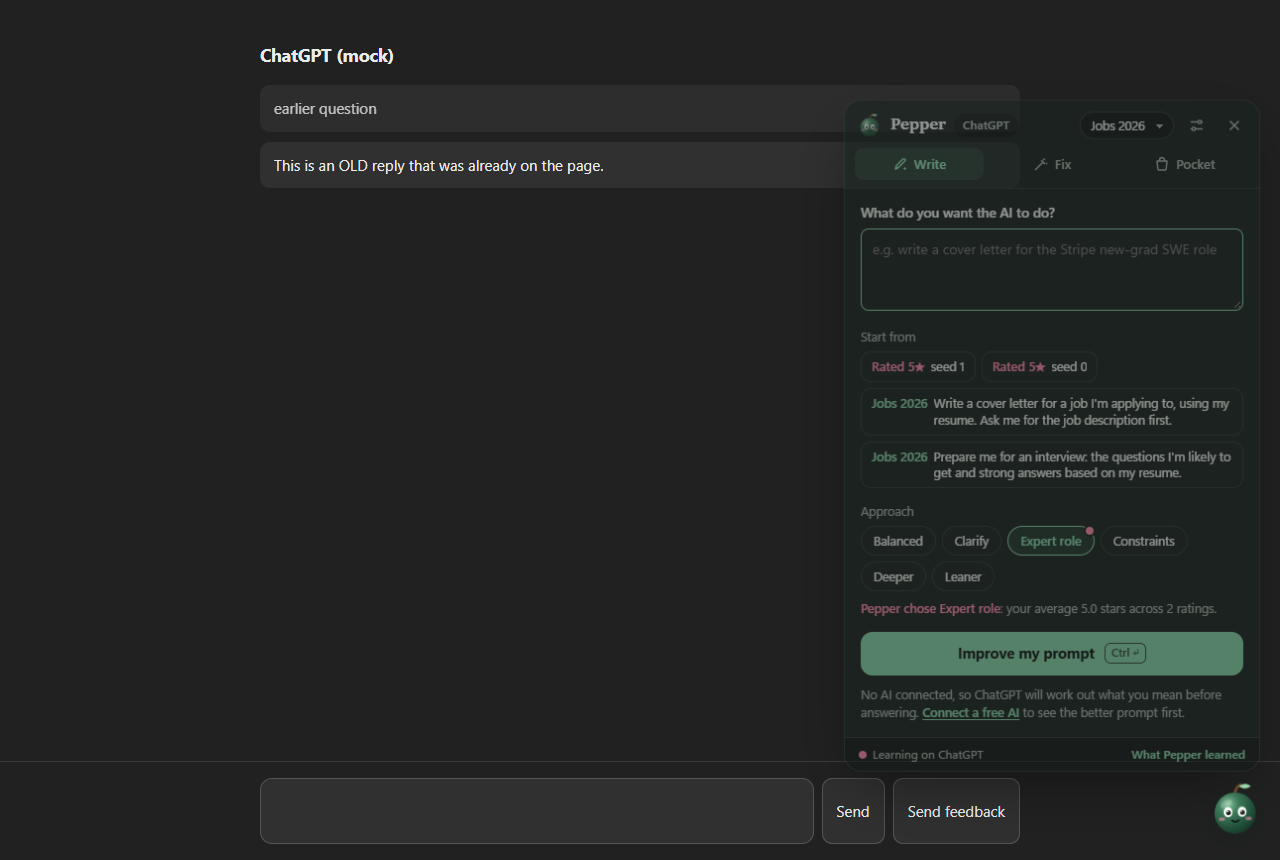 ChatGPT (mock)
earlier question
This is an OLD reply that was already on the page.
Pepper ChatGPT Jobs 2026
Write Fix Pocket
What do you want the AI to do?
e.g. write a cover letter for the Stripe new-grad SWE role
Start from
Rated 5★ seed 1 Rated 5★ seed 0
Jobs 2026 Write a cover letter for a job I'm applying to, using my
resume. Ask me for the job description first.
Jobs 2026 Prepare me for an interview: the questions I'm likely to
get and strong answers based on my resume.
Approach
Balanced Clarify Expert role Constraints
Deeper Leaner
Pepper chose Expert role: your average 5.0 stars across 2 ratings.
Improve my prompt Ctrl ↵
No AI connected, so ChatGPT will work out what you mean before
answering. Connect a free AI to see the better prompt first.
Learning on ChatGPT What Pepper learned
Send Send feedback